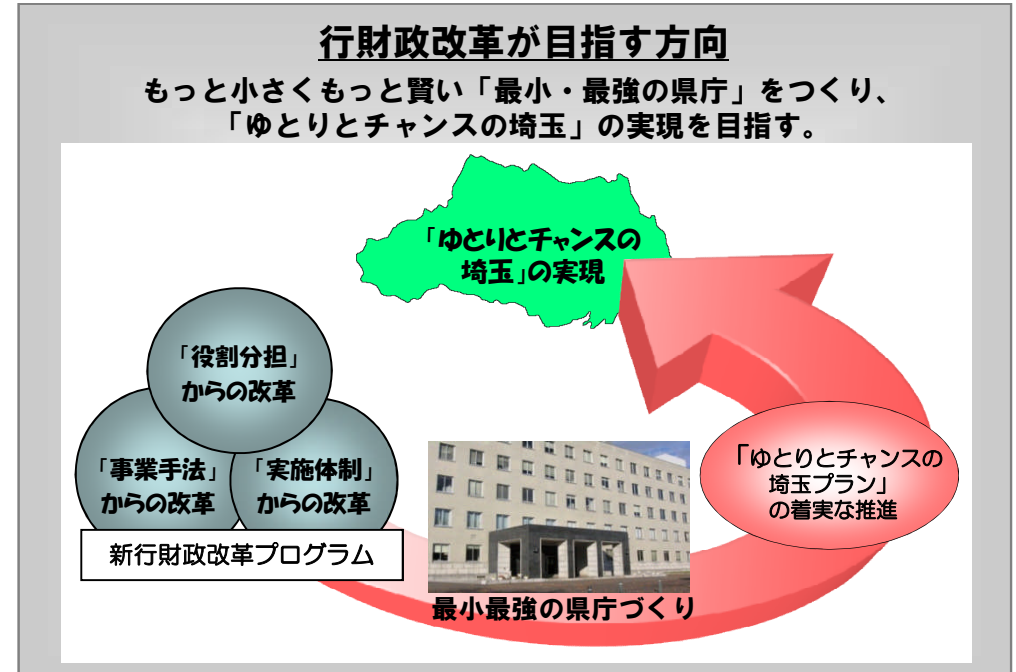 行財政改革が目指す方向
もっと小さくもっと賢い「最小・最強の県庁」をつくり、
「ゆとりとチャンスの埼玉」の実現を目指す。
「ゆとりとチャンスの
埼玉」の実現
「役割分担」
からの改革
「事業手法」
からの改革
「実施体制」
からの改革
新行財政改革プログラム
最小最強の県庁づくり
「ゆとりとチャンスの
埼玉プラン」
の着実な推進